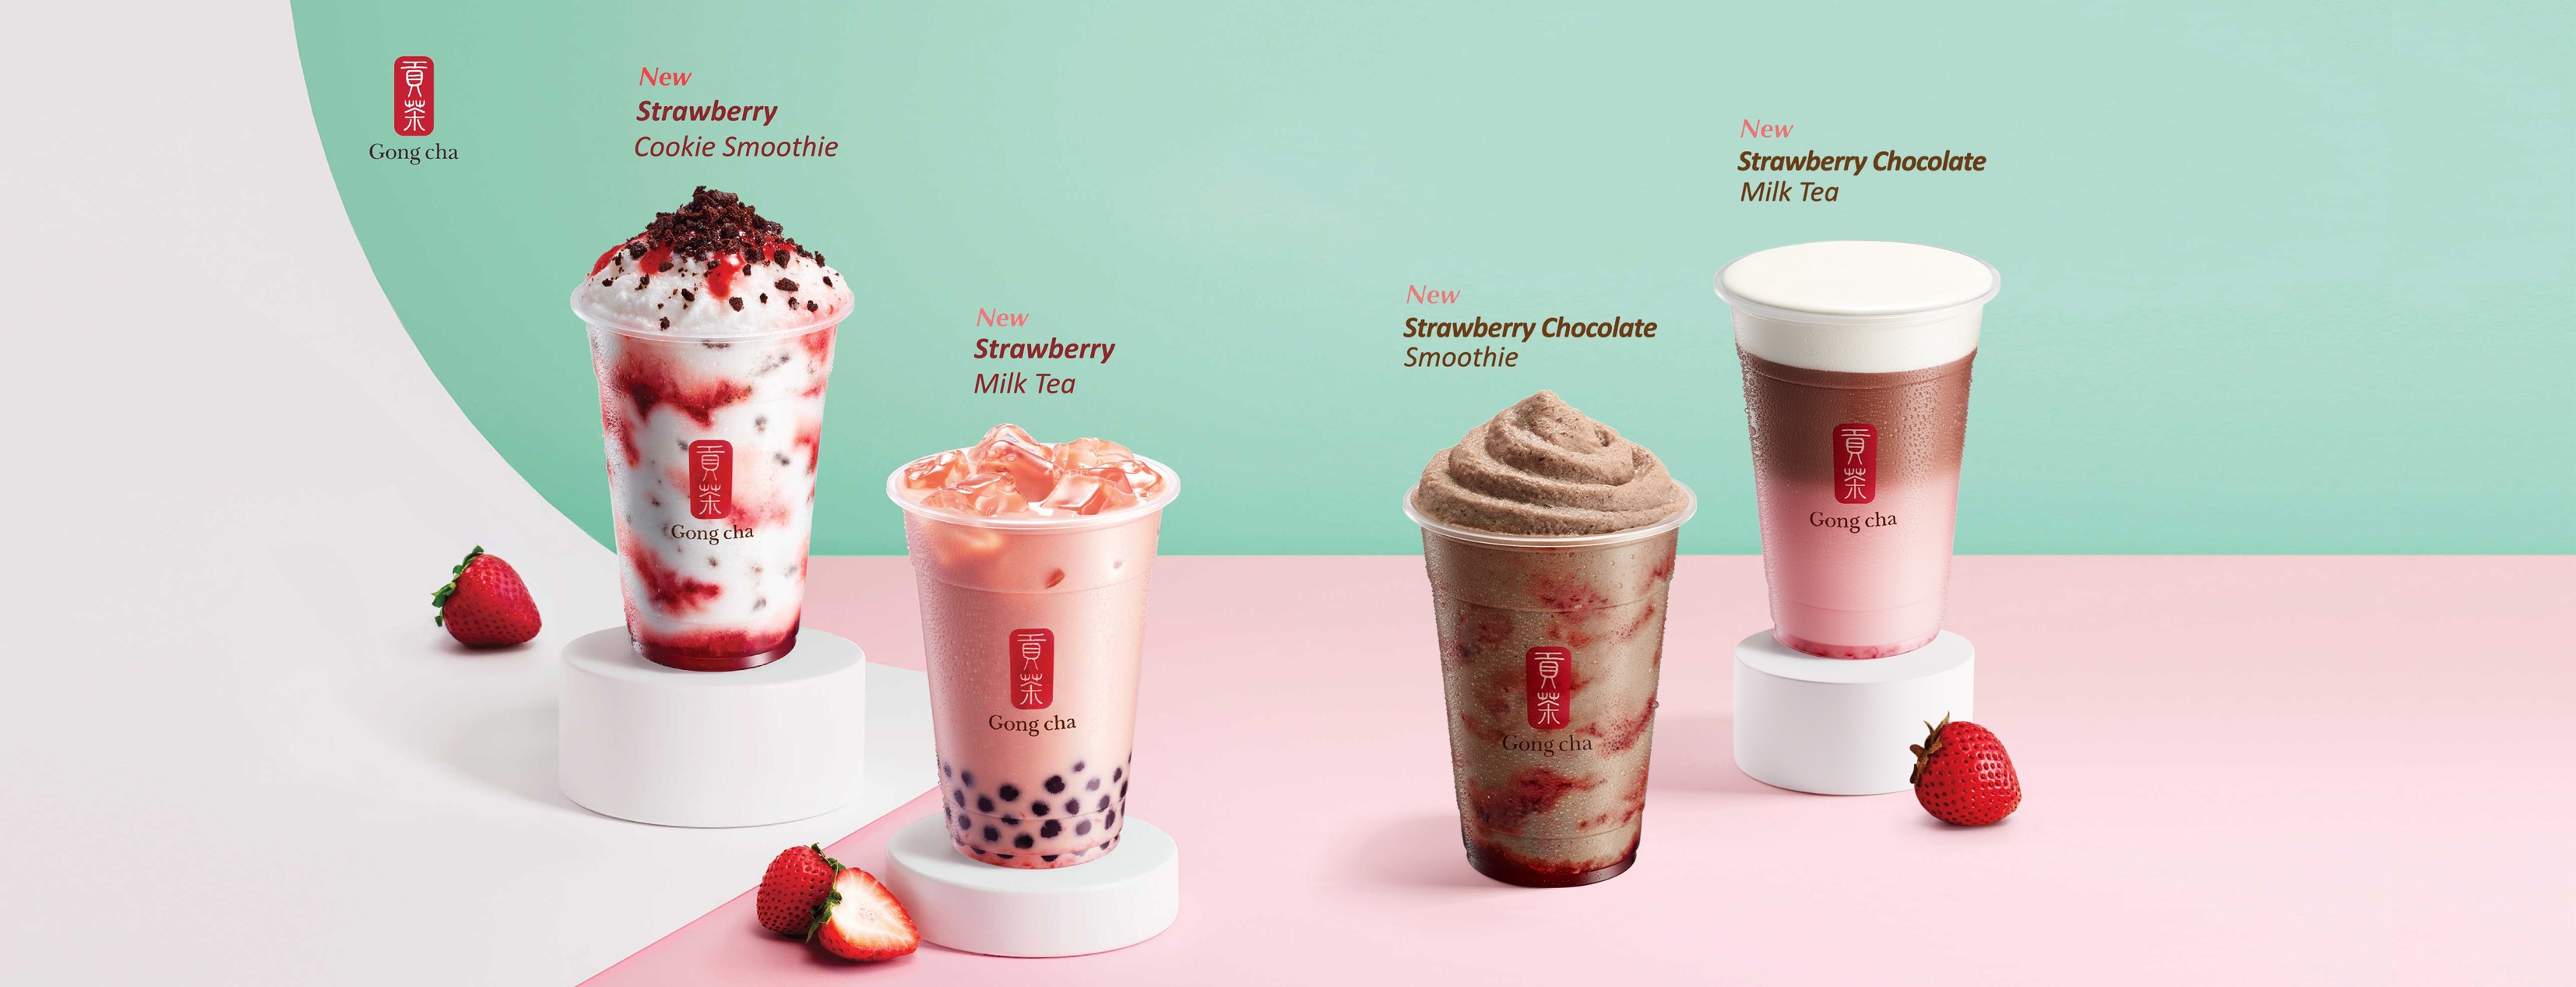 貢茶
Gong cha
New
Strawberry
Cookie Smoothie
貢茶
Gong cha
New
Strawberry
Milk Tea
貢茶
Gong cha
New
Strawberry Chocolate
Smoothie
貢茶
Gong cha
New
Strawberry Chocolate
Milk Tea
貢茶
Gong cha